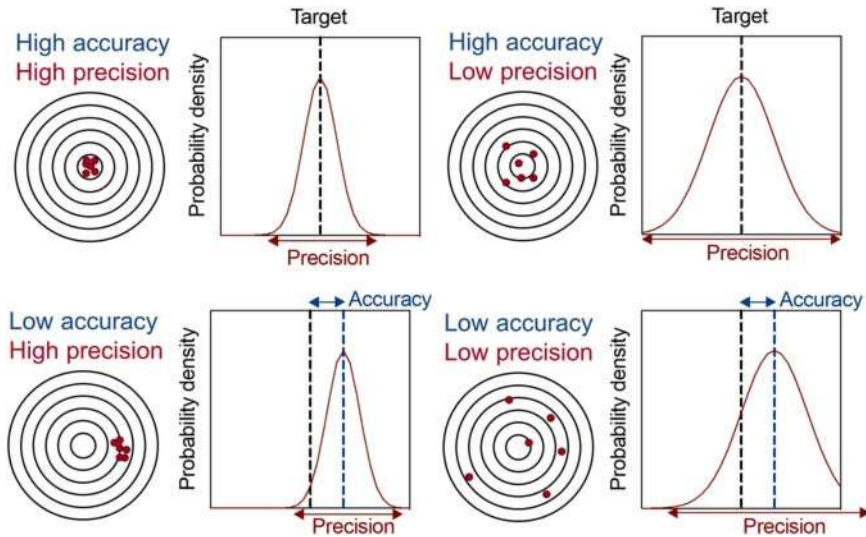 Target
High accuracy
High precision
Probability density
Precision
Target
High accuracy
Low precision
Probability density
Precision
Accuracy
Low accuracy
High precision
Probability density
Precision
Accuracy
Low accuracy
Low precision
Probability density
Precision